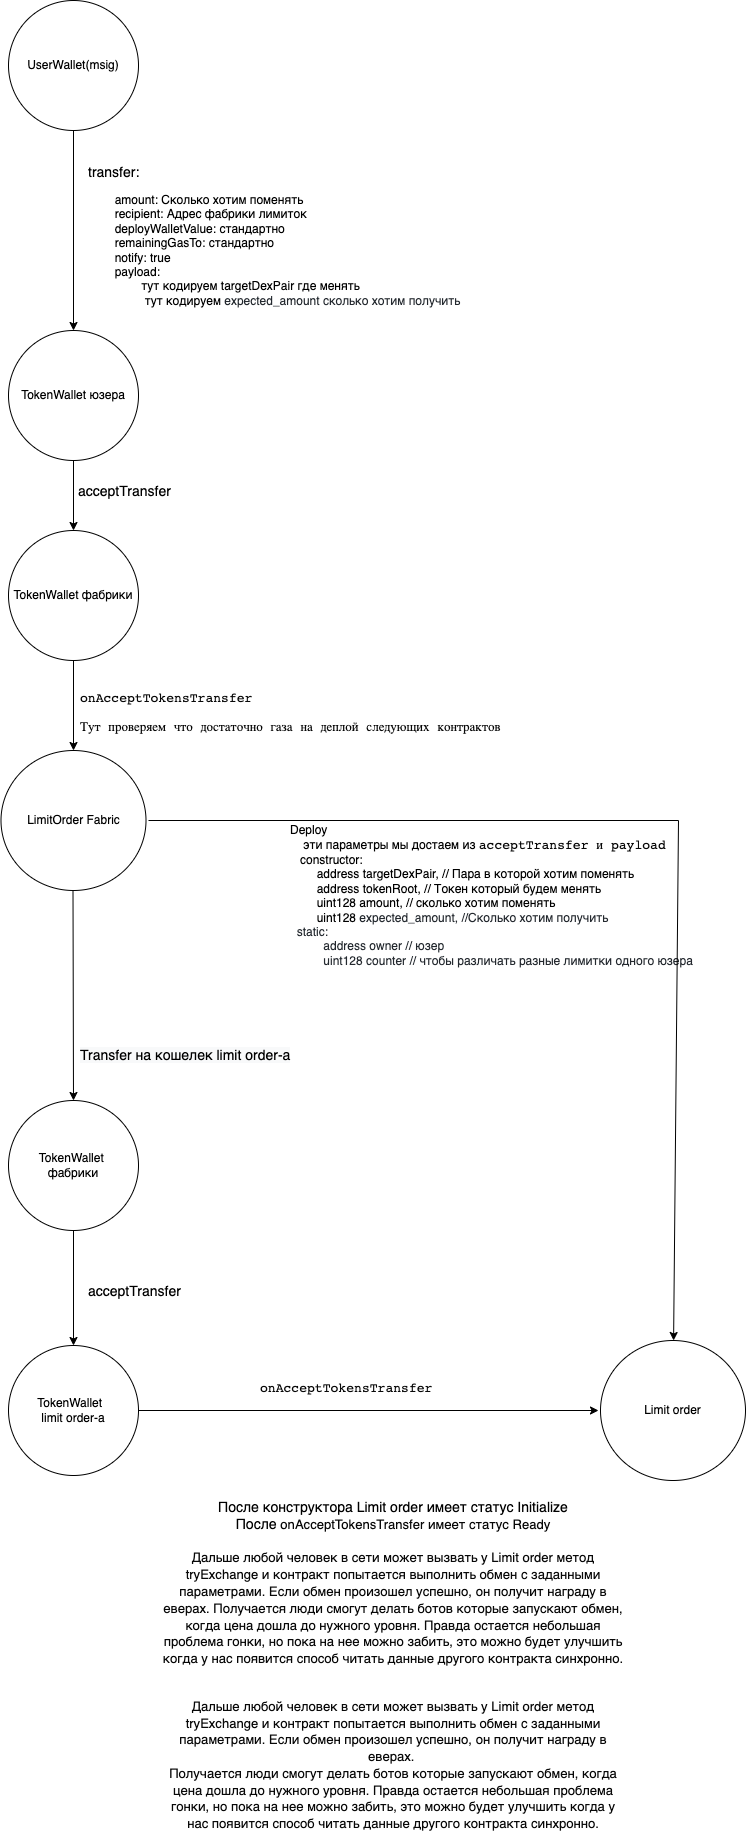 UserWallet(msig)
transfer:
amount: Сколько хотим поменять
recipient: Адрес фабрики лимиток
deployWalletValue: стандартно
remainingGasTo: стандартно
notify: true
payload:
тут кодируем targetDexPair где менять
тут кодируем expected_amount сколько хотим получить
TokenWallet юзера
acceptTransfer
TokenWallet фабрики
onAcceptTokensTransfer
Тут проверяем что достаточно газа на деплой следующих контрактов
LimitOrder Fabric
Deploy
эти параметры мы достаем из acceptTransfer и payload
constructor:
address targetDexPair, // Пара в которой хотим поменять
address tokenRoot, // Токен который будем менять
uint128 amount, // сколько хотим поменять
uint128 expected_amount, //Сколько хотим получить
static:
address owner // юзер
uint128 counter // чтобы различать разные лимитки одного юзера
Transfer на кошелек limit order-а
TokenWallet
фабрики
acceptTransfer
TokenWallet
limit order-а
onAcceptTokensTransfer
Limit order
После конструктора Limit order имеет статус Initialize
После onAcceptTokensTransfer имеет статус Ready
Дальше любой человек в сети может вызвать у Limit order метод
tryExchange и контракт попытается выполнить обмен с заданными
параметрами. Если обмен произошел успешно, он получит награду в
еверах. Получается люди смогут делать ботов которые запускают обмен,
когда цена дошла до нужного уровня. Правда остается небольшая
проблема гонки, но пока на нее можно забить, это можно будет улучшить
когда у нас появится способ читать данные другого контракта синхронно.
Дальше любой человек в сети может вызвать у Limit order метод
tryExchange и контракт попытается выполнить обмен с заданными
параметрами. Если обмен произошел успешно, он получит награду в
еверах.
Получается люди смогут делать ботов которые запускают обмен, когда
цена дошла до нужного уровня. Правда остается небольшая проблема
гонки, но пока на нее можно забить, это можно будет улучшить когда у
нас появится способ читать данные другого контракта синхронно.